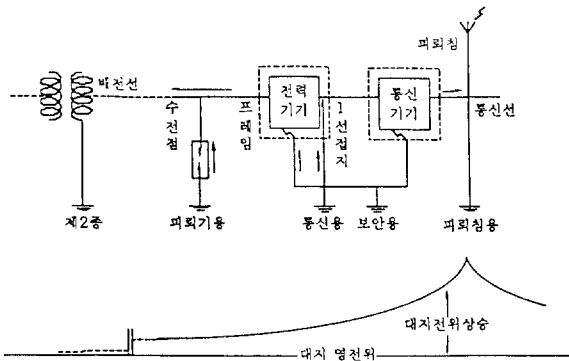 피뢰침
배전선
수전점
프레임
전력
기기
1선접지
통신
기기
통신선
제2종
피뢰기용
통신용
보안용
피뢰침용
대지전위상승
대지 영전위